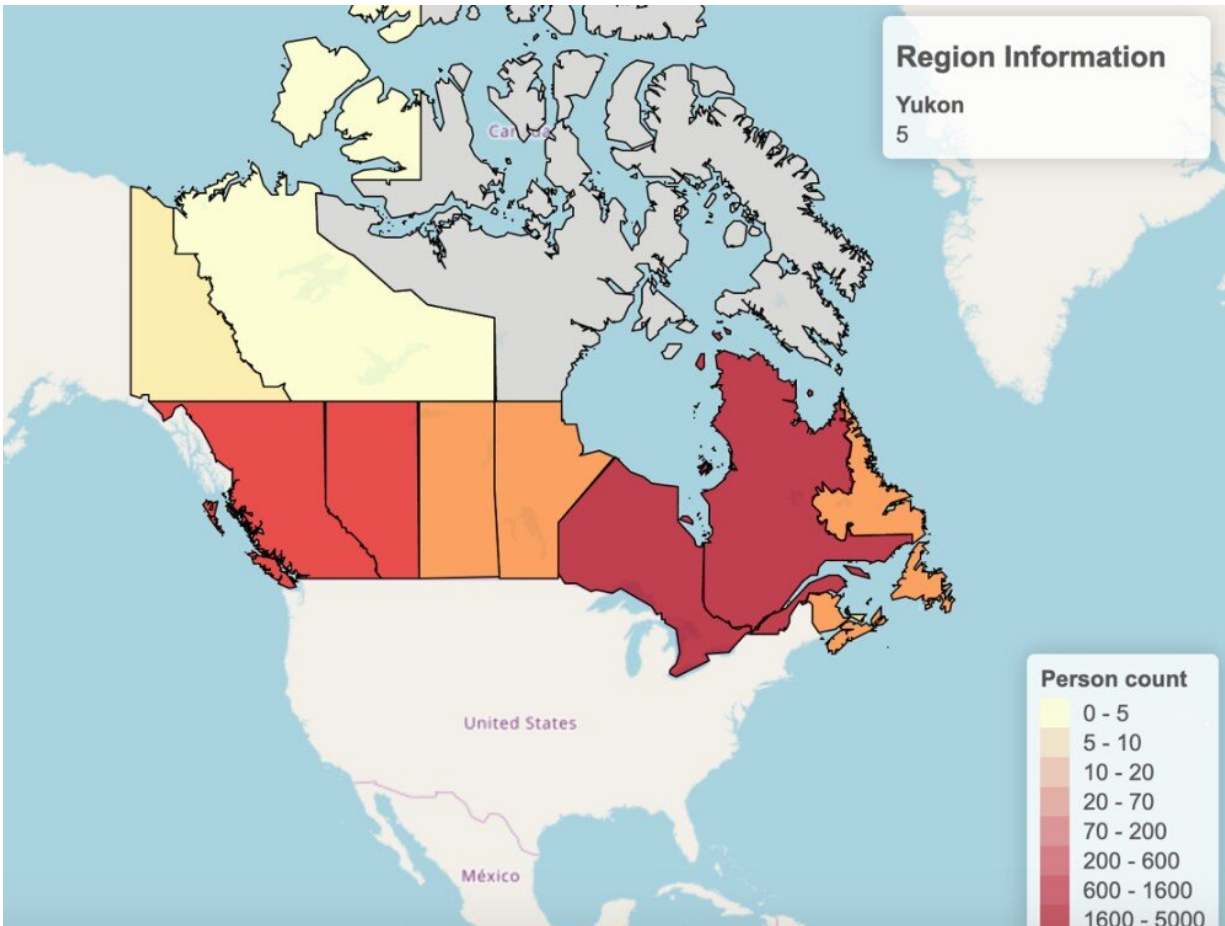 Region Information
Yukon
5
Canada
United States
México
Person count
0 - 5
5 - 10
10 - 20
20 - 70
70 - 200
200 - 600
600 - 1600
1600 - 5000